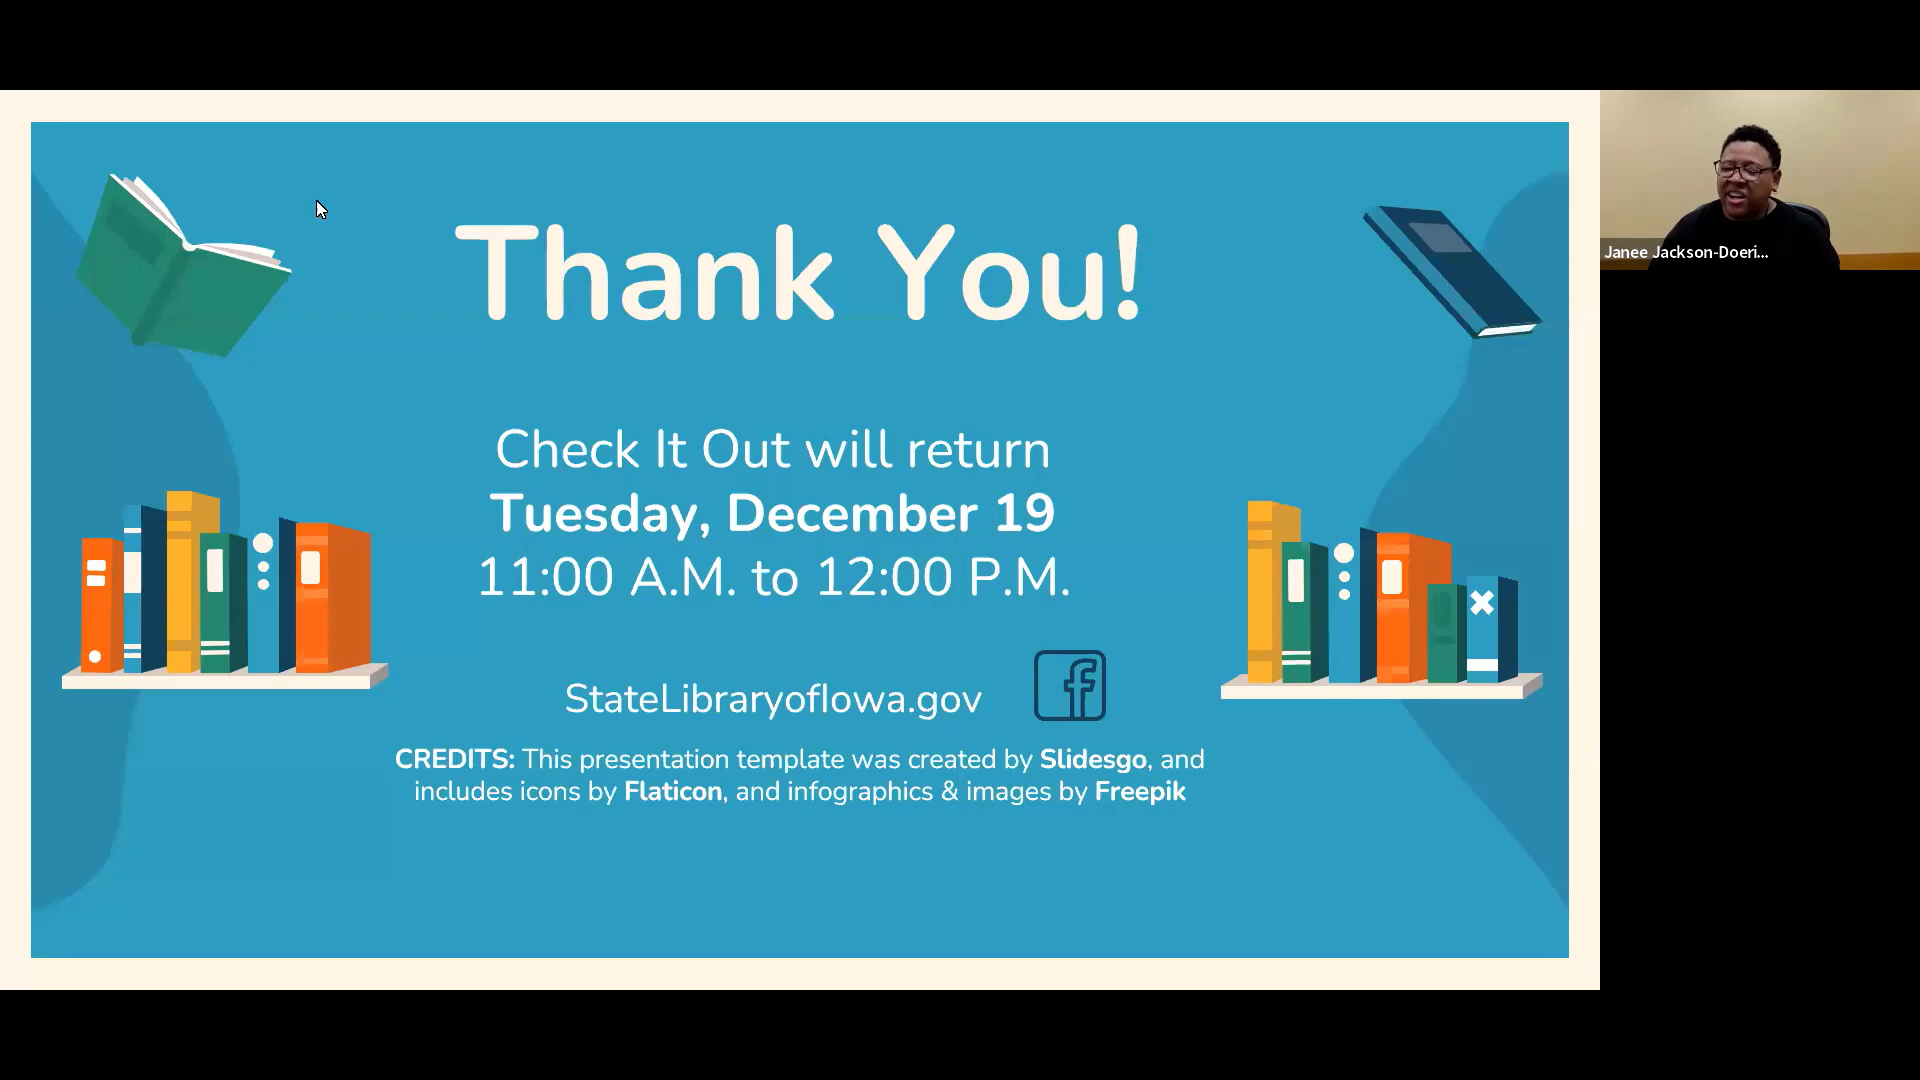 Thank You!
Check It Out will return
Tuesday, December 19
11:00 A.M. to 12:00 P.M.
StateLibraryofIowa.gov
CREDITS: This presentation template was created by Slidesgo, and
includes icons by Flaticon, and infographics & images by Freepik
Janee Jackson-Doeri...